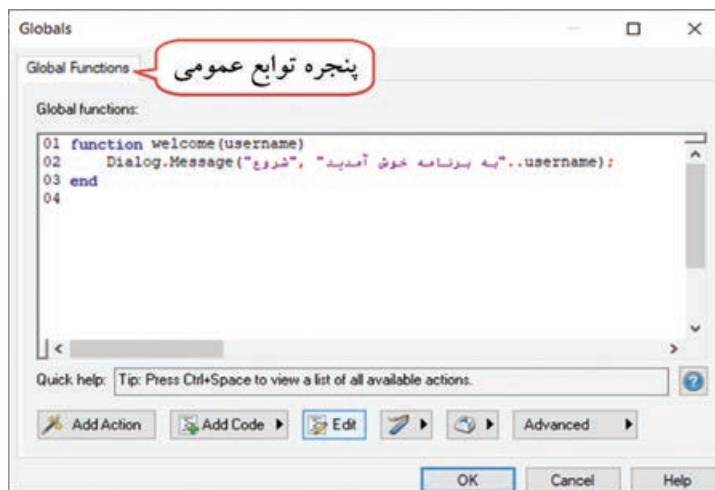 Globals
Global Functions
پنجره توابع عمومی
Global functions:
01 function welcome(username)
02     Dialog.Message("شروع", "به برنامه خوش آمدید"..username);
03 end
04
Quick help: Tip: Press Ctrl+Space to view a list of all available actions.
Add Action Add Code Edit Advanced
OK Cancel Help